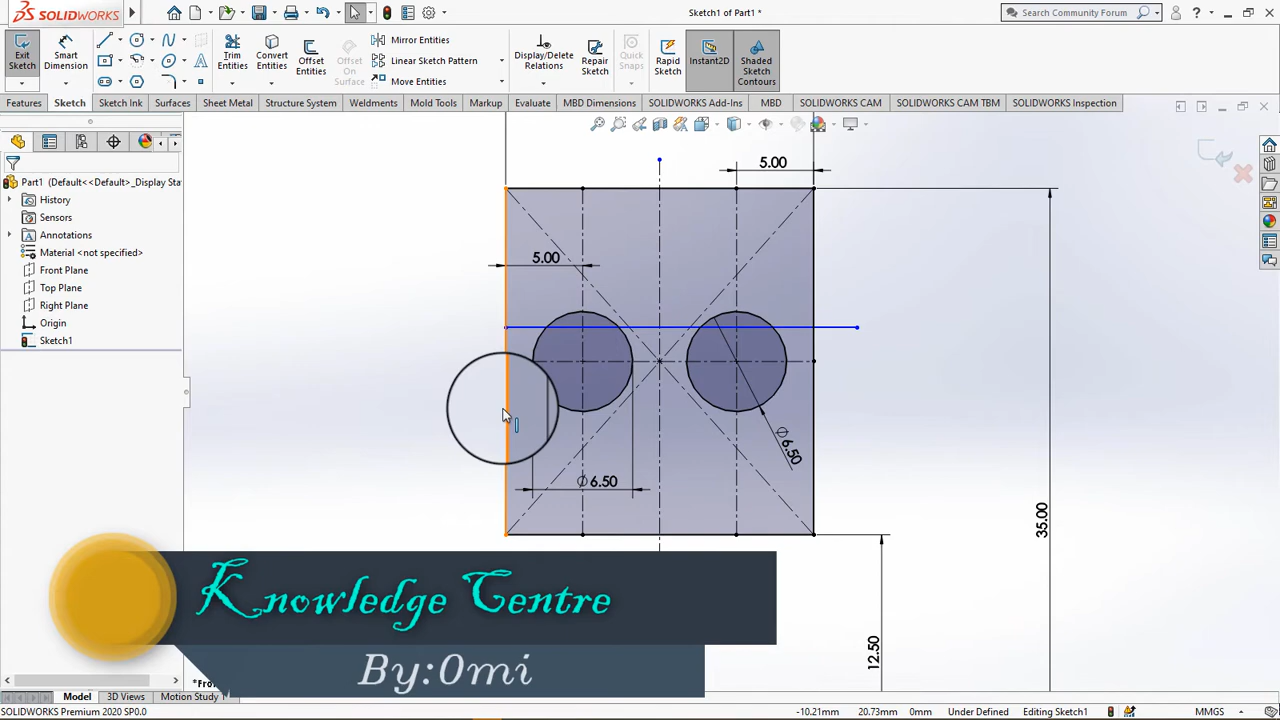 SOLIDWORKS
Sketch1 of Part1 *
Search Community Forum
Exit Sketch
Smart Dimension
Trim Entities
Convert Entities
Offset Entities
Offset On Surface
Mirror Entities
Linear Sketch Pattern
Move Entities
Display/Delete Relations
Repair Sketch
Quick Snaps
Rapid Sketch
Instant2D
Shaded Sketch Contours
Features
Sketch
Sketch Ink
Surfaces
Sheet Metal
Structure System
Weldments
Mold Tools
Markup
Evaluate
MBD Dimensions
SOLIDWORKS Add-Ins
MBD
SOLIDWORKS CAM
SOLIDWORKS CAM TBM
SOLIDWORKS Inspection
Part1 (Default<<Default>_Display Sta
History
Sensors
Annotations
Material <not specified>
Front Plane
Top Plane
Right Plane
Origin
Sketch1
5.00
5.00
∅6.50
∅6.50
35.00
12.50
Knowledge Centre
By:Omi
*Fro
Model
3D Views
Motion Study 1
SOLIDWORKS Premium 2020 SP0.0
-10.21mm
20.73mm
0mm
Under Defined
Editing Sketch1
MMGS